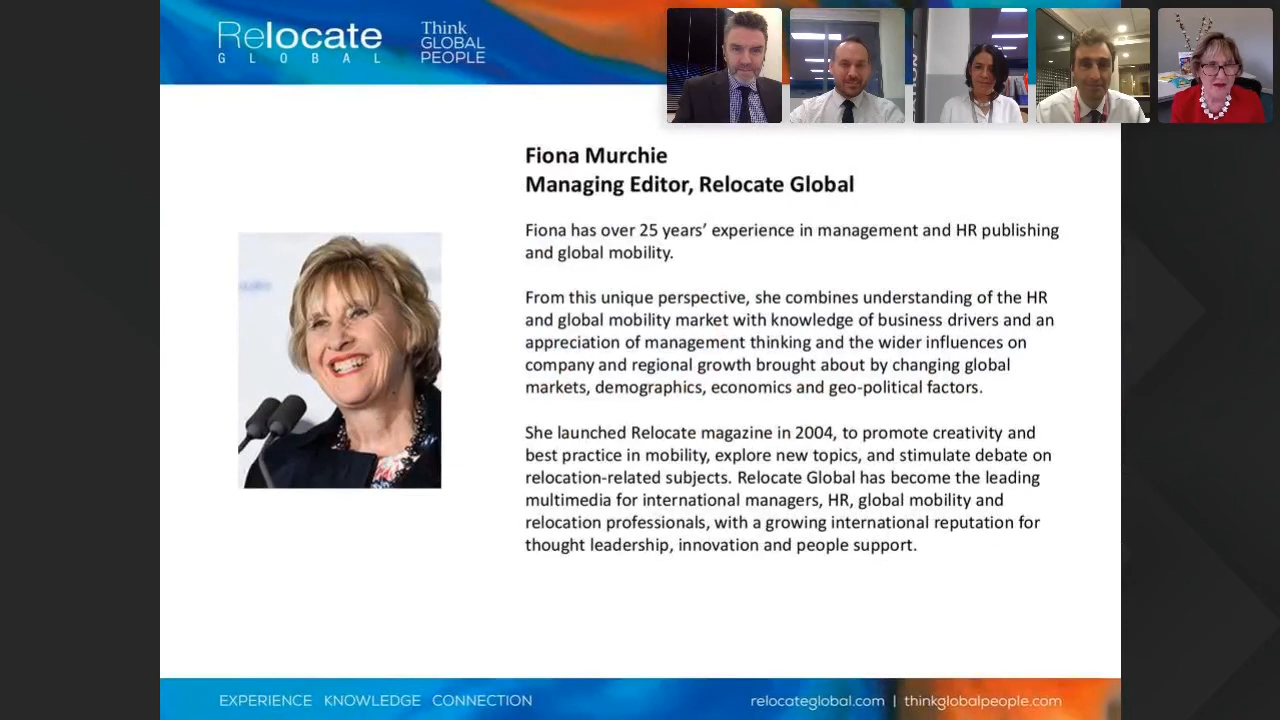 Relocate
GLOBAL
Think
GLOBAL
PEOPLE
Fiona Murchie
Managing Editor, Relocate Global
Fiona has over 25 years’ experience in management and HR publishing
and global mobility.
From this unique perspective, she combines understanding of the HR
and global mobility market with knowledge of business drivers and an
appreciation of management thinking and the wider influences on
company and regional growth brought about by changing global
markets, demographics, economics and geo-political factors.
She launched Relocate magazine in 2004, to promote creativity and
best practice in mobility, explore new topics, and stimulate debate on
relocation-related subjects. Relocate Global has become the leading
multimedia for international managers, HR, global mobility and
relocation professionals, with a growing international reputation for
thought leadership, innovation and people support.
EXPERIENCE KNOWLEDGE CONNECTION
relocateglobal.com | thinkglobalpeople.com